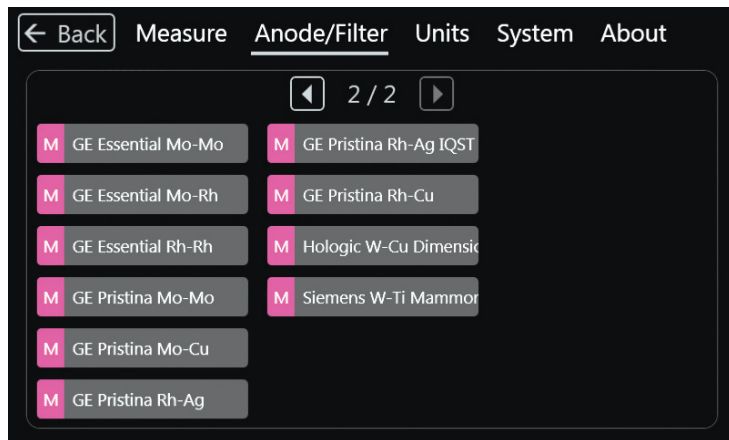 ← Back Measure Anode/Filter Units System About
2 / 2
M GE Essential Mo-Mo
M GE Essential Mo-Rh
M GE Essential Rh-Rh
M GE Pristina Mo-Mo
M GE Pristina Mo-Cu
M GE Pristina Rh-Ag
M GE Pristina Rh-Ag IQST
M GE Pristina Rh-Cu
M Hologic W-Cu Dimensic
M Siemens W-Ti Mammor